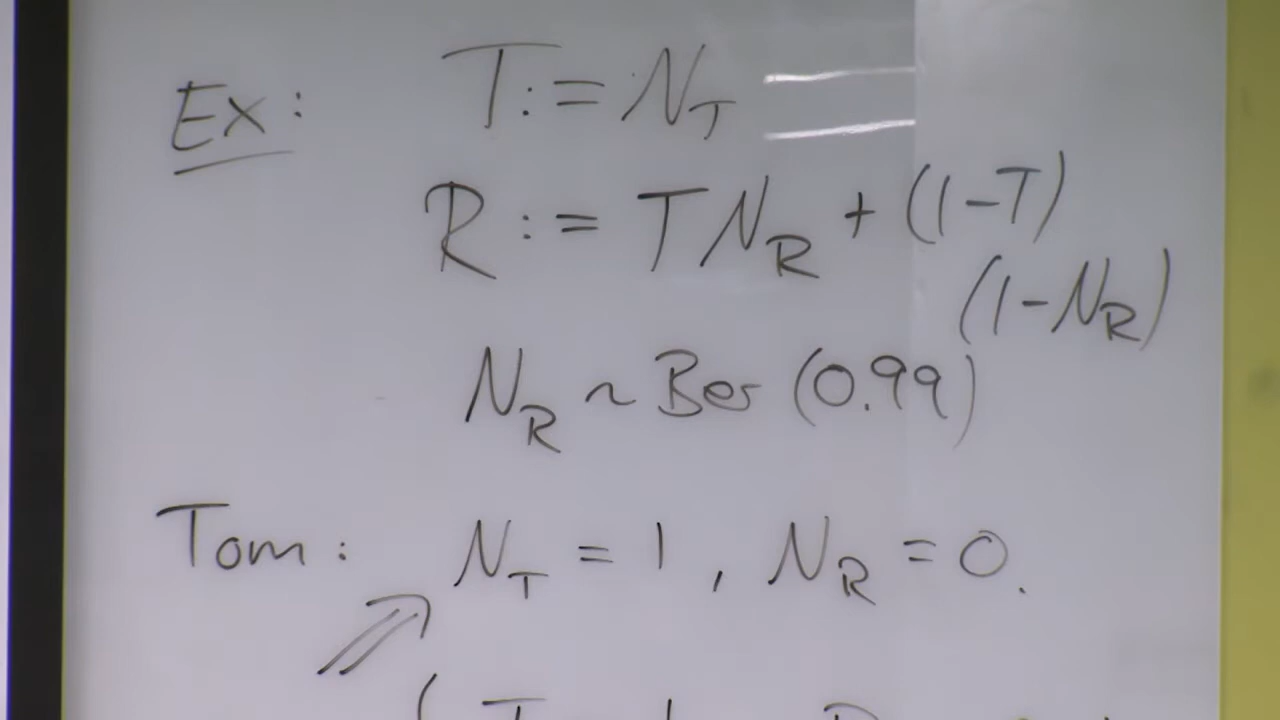 Ex: T := N_T
R := T N_R + (1-T)
(1-N_R)
N_R ~ Ber (0.99)
Tom: N_T = 1, N_R = 0.